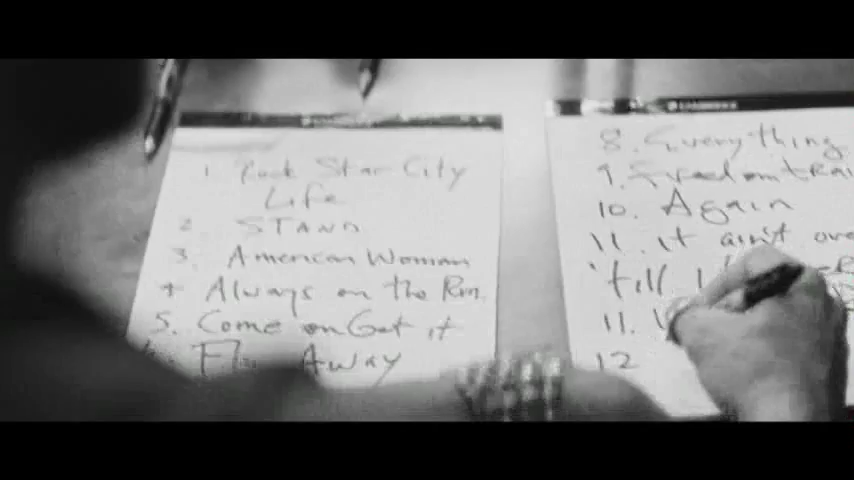 1 Rock Star City
Life
2 STAND
3. American Woman
4 Always on the Run.
5. Come on Get it
Fly Away
8. Everything
9. Freedom TRAI
10. Again
11. it ain't over
'till
11.
12